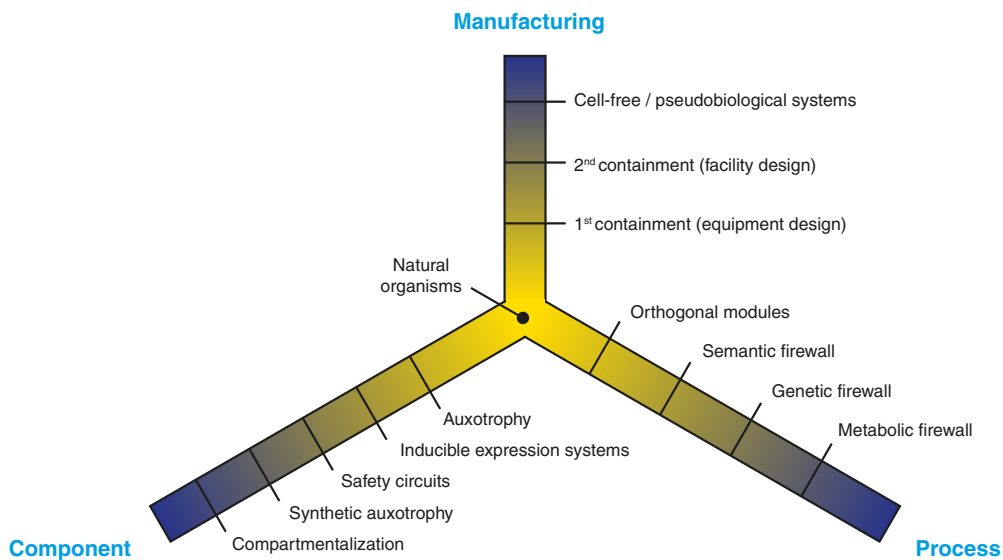 Manufacturing
Cell-free / pseudobiological systems
2nd containment (facility design)
1st containment (equipment design)
Natural
organisms
Orthogonal modules
Semantic firewall
Genetic firewall
Metabolic firewall
Auxotrophy
Inducible expression systems
Safety circuits
Synthetic auxotrophy
Compartmentalization
Component
Process